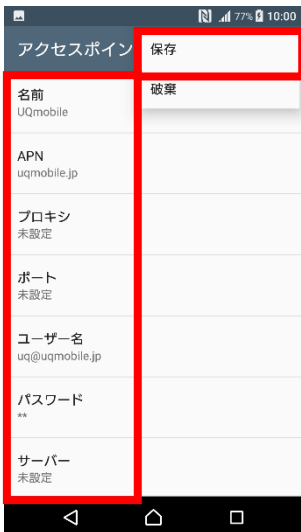 77% 10:00
アクセスポイン
保存
破棄
名前
UQmobile
APN
uqmobile.jp
プロキシ
未設定
ポート
未設定
ユーザー名
uq@uqmobile.jp
パスワード
**
サーバー
未設定